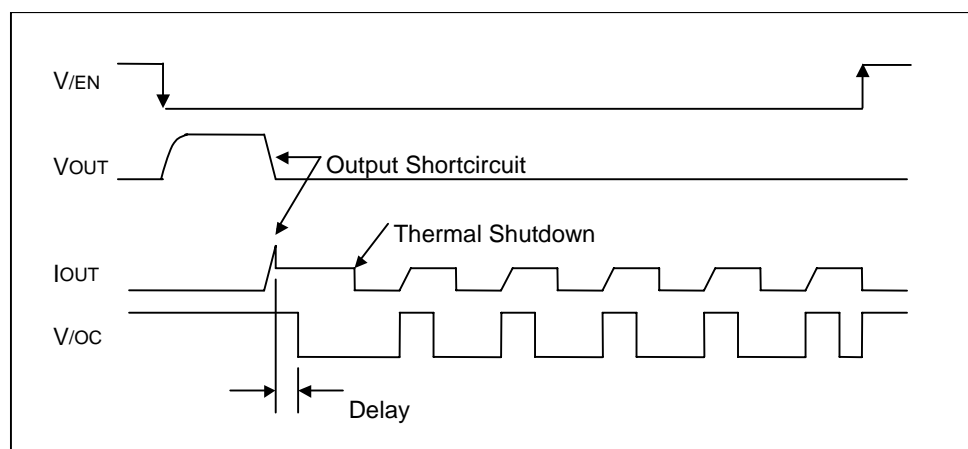 V/EN
VOUT
Output Shortcircuit
Thermal Shutdown
IOUT
V/OC
Delay